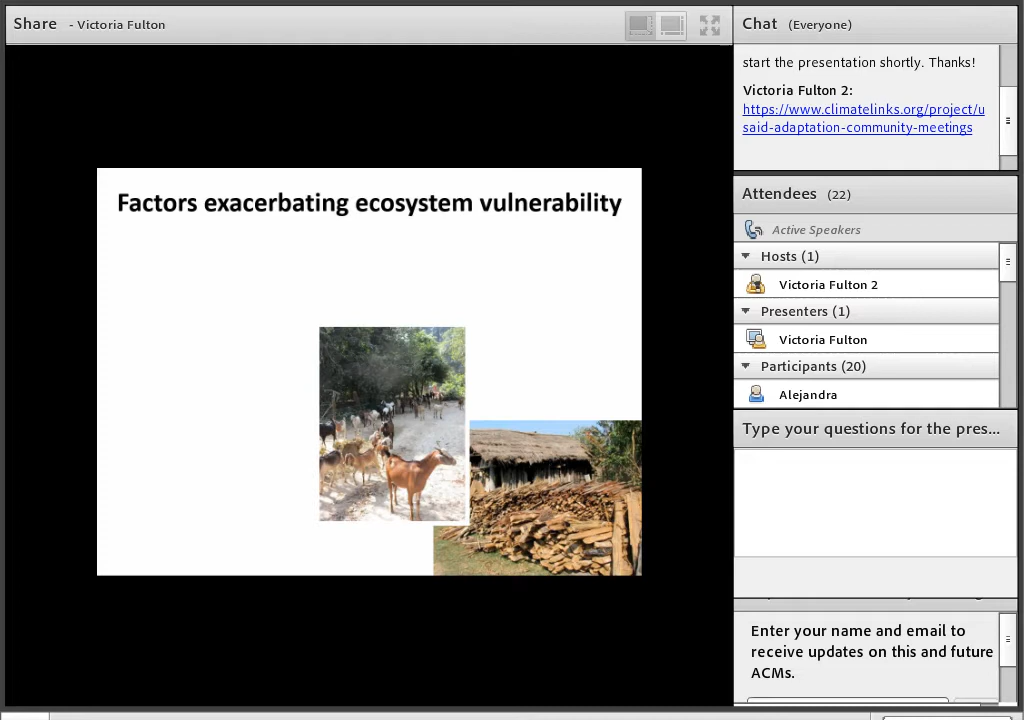 Share - Victoria Fulton
Factors exacerbating ecosystem vulnerability
Chat (Everyone)
start the presentation shortly. Thanks!
Victoria Fulton 2:
https://www.climatelinks.org/project/u
said-adaptation-community-meetings
Attendees (22)
Active Speakers
Hosts (1)
Victoria Fulton 2
Presenters (1)
Victoria Fulton
Participants (20)
Alejandra
Type your questions for the pres...
Enter your name and email to
receive updates on this and future
ACMs.